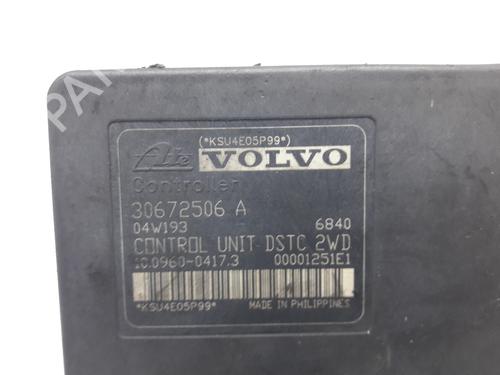 (*KSU4E05P99*)
Ate VOLVO
Controller
30672506 A
04W193 6840
CONTROL UNIT DSTC 2WD
10.0960-0417.3 00001251E1
*KSU4E05P99* MADE IN PHILIPPINES